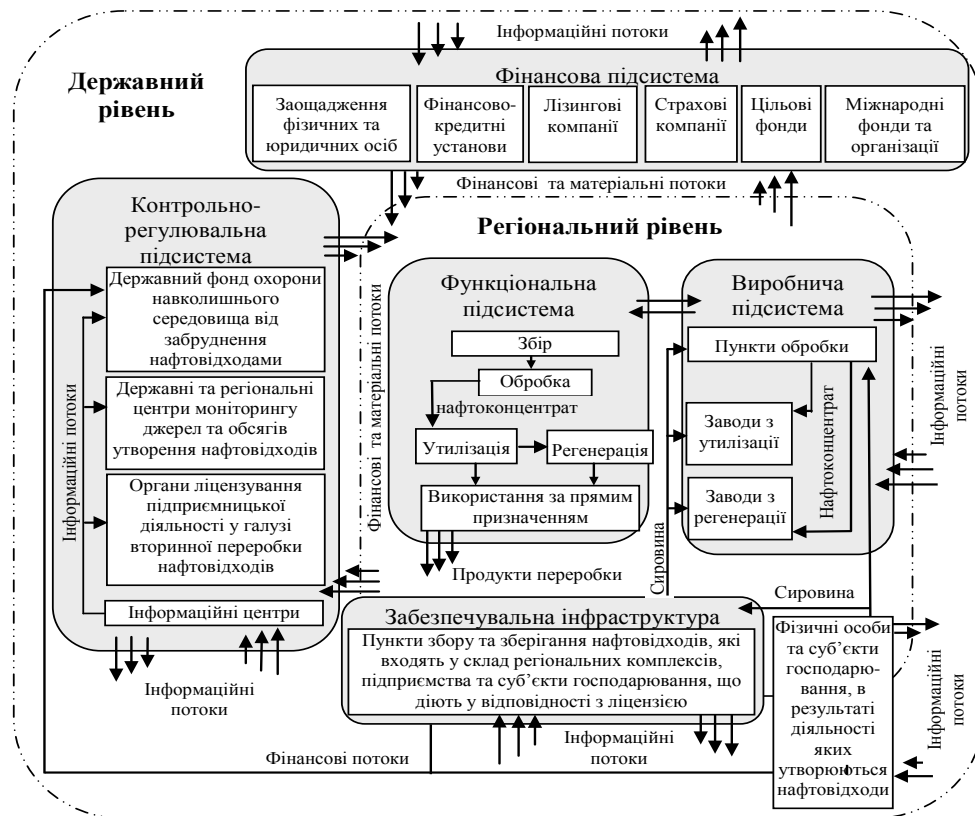 Інформаційні потоки
Державний
рівень
Фінансова підсистема
Заощадження
фізичних та
юридичних осіб
Фінансово-
кредитні
установи
Лізингові
компанії
Страхові
компанії
Цільові
фонди
Міжнародні
фонди та
організації
Фінансові та матеріальні потоки
Контрольно-
регулювальна
підсистема
Державний фонд охорони
навколишнього
середовища від
забруднення
нафтовідходами
Державні та регіональні
центри моніторингу
джерел та обсягів
утворення нафтовідходів
Органи ліцензування
підприємницької
діяльності у галузі
вторинної переробки
нафтовідходів
Інформаційні центри
Інформаційні потоки
Інформаційні
потоки
Регіональний рівень
Фінансові та матеріальні потоки
Функціональна
підсистема
Збір
Обробка
нафтоконцентрат
Утилізація
Регенерація
Використання за прямим
призначенням
Продукти переробки
Виробнича
підсистема
Пункти обробки
Заводи з
утилізації
Заводи з
регенерації
Нафтоконцентрат
Сировина
Інформаційні
потоки
Сировина
Забезпечувальна інфраструктура
Пункти збору та зберігання нафтовідходів, які
входять у склад регіональних комплексів,
підприємства та суб’єкти господарювання, що
діють у відповідності з ліцензією
Інформаційні
потоки
Фінансові потоки
Фізичні особи
та суб’єкти
господарю-
вання, в
результаті
діяльності
яких
утворюються
нафтовідходи
Інформаційні
потоки